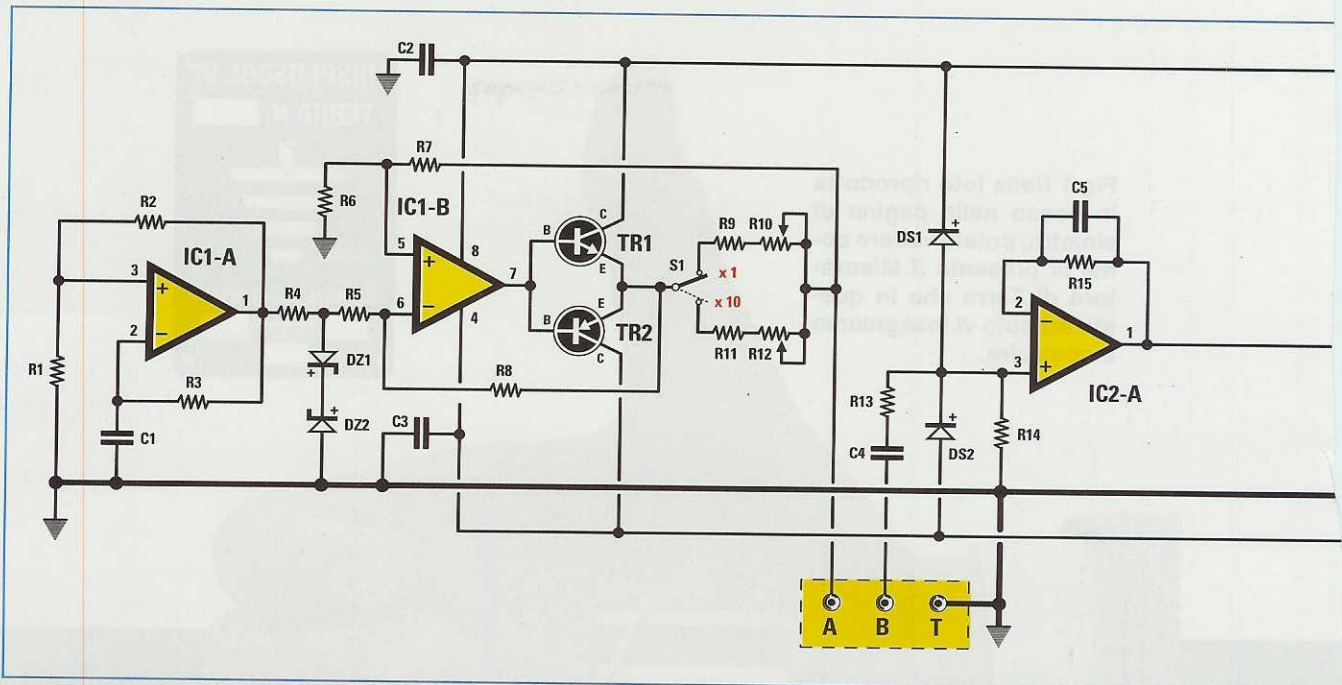 C2
R7
R6
IC1-B
R2
IC1-A
5
+
8
B
C
TR1
E
R9
R10
S1
x 1
x 10
DS1
+
C5
R15
3
+
1
R4
R5
6
−
7
4
2
−
B
E
TR2
C
R11
R12
2
−
1
R1
R3
DZ1
+
R8
3
+
IC2-A
C1
+
DZ2
C3
R13
C4
+
DS2
R14
A
B
T